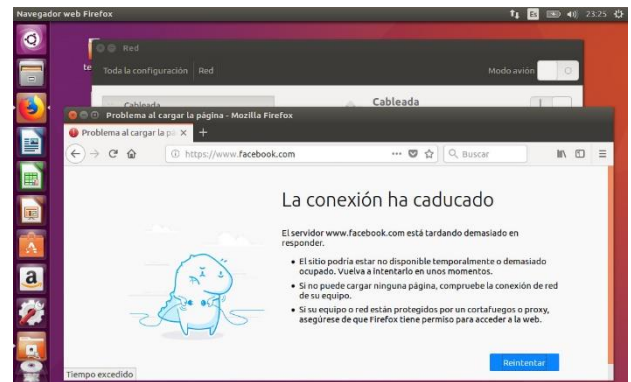 Navegador web Firefox
Es
23:25
Red
te
Toda la configuración
Red
Modo avión
Cableada
Cableada
Problema al cargar la página - Mozilla Firefox
Problema al cargar la pá
https://www.facebook.com
Buscar
La conexión ha caducado
El servidor www.facebook.com está tardando demasiado en
responder.
El sitio podría estar no disponible temporalmente o demasiado
ocupado. Vuelva a intentarlo en unos momentos.
Si no puede cargar ninguna página, compruebe la conexión de red
de su equipo.
Si su equipo o red están protegidos por un cortafuegos o proxy,
asegúrese de que Firefox tiene permiso para acceder a la web.
Reintentar
Tiempo excedido